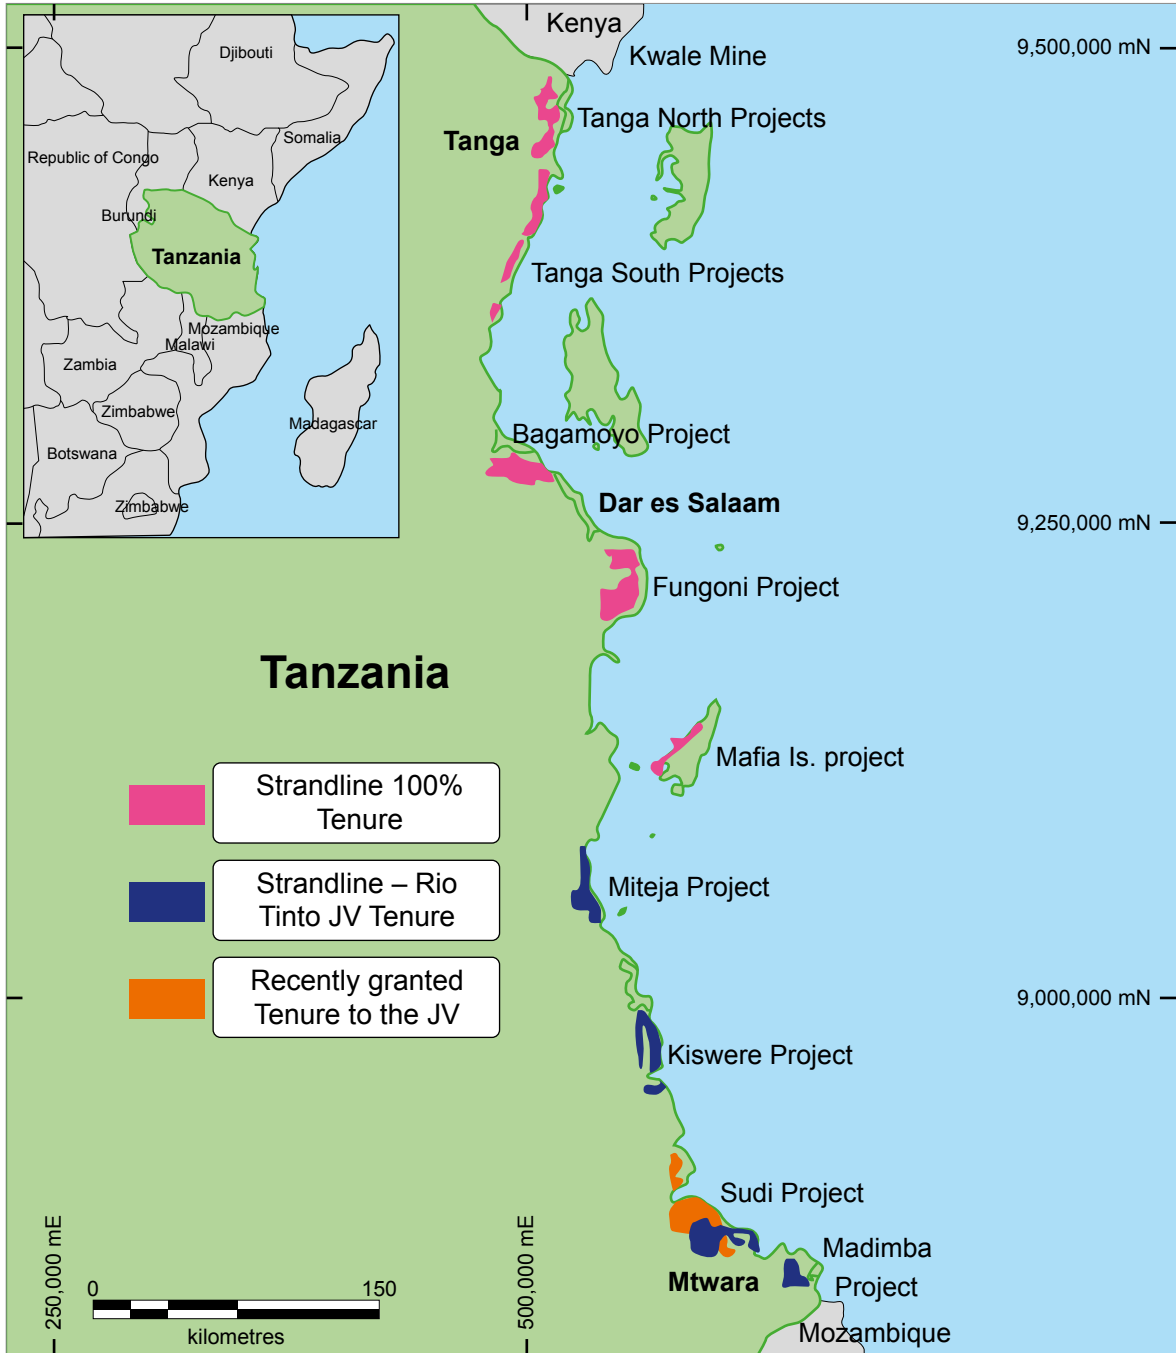 Djibouti
Somalia
Republic of Congo
Kenya
Burundi
Tanzania
Mozambique
Malawi
Zambia
Zimbabwe
Madagascar
Botswana
Zimbabwe
Kenya
Kwale Mine
9,500,000 mN
Tanga North Projects
Tanga
Tanga South Projects
Bagamoyo Project
Dar es Salaam
9,250,000 mN
Fungoni Project
Tanzania
Mafia Is. project
Strandline 100%
Tenure
Strandline – Rio
Tinto JV Tenure
Recently granted
Tenure to the JV
Miteja Project
9,000,000 mN
Kiswere Project
Sudi Project
Madimba
Project
Mtwara
Mozambique
250,000 mE
500,000 mE
0 150
kilometres